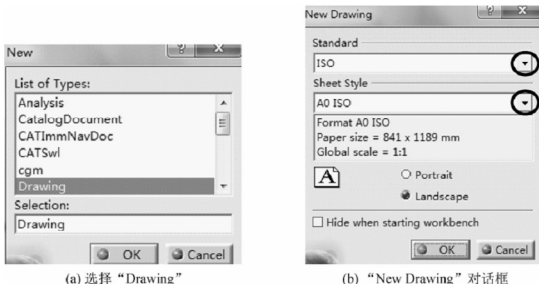 New
List of Types:
Analysis
CatalogDocument
CATImmNavDoc
CATSwl
cgm
Drawing
Selection:
Drawing
OK Cancel
(a) 选择“Drawing”
New Drawing
Standard
ISO
Sheet Style
A0 ISO
Format A0 ISO
Paper size = 841 x 1189 mm
Global scale = 1:1
A
Portrait
Landscape
Hide when starting workbench
OK Cancel
(b) “New Drawing”对话框